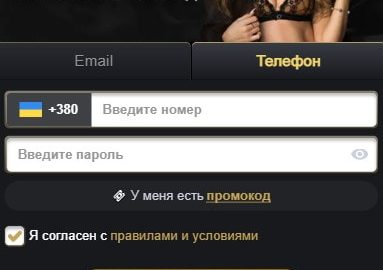 Email
Телефон
+380 Введите номер
Введите пароль
У меня есть промокод
Я согласен с правилами и условиями